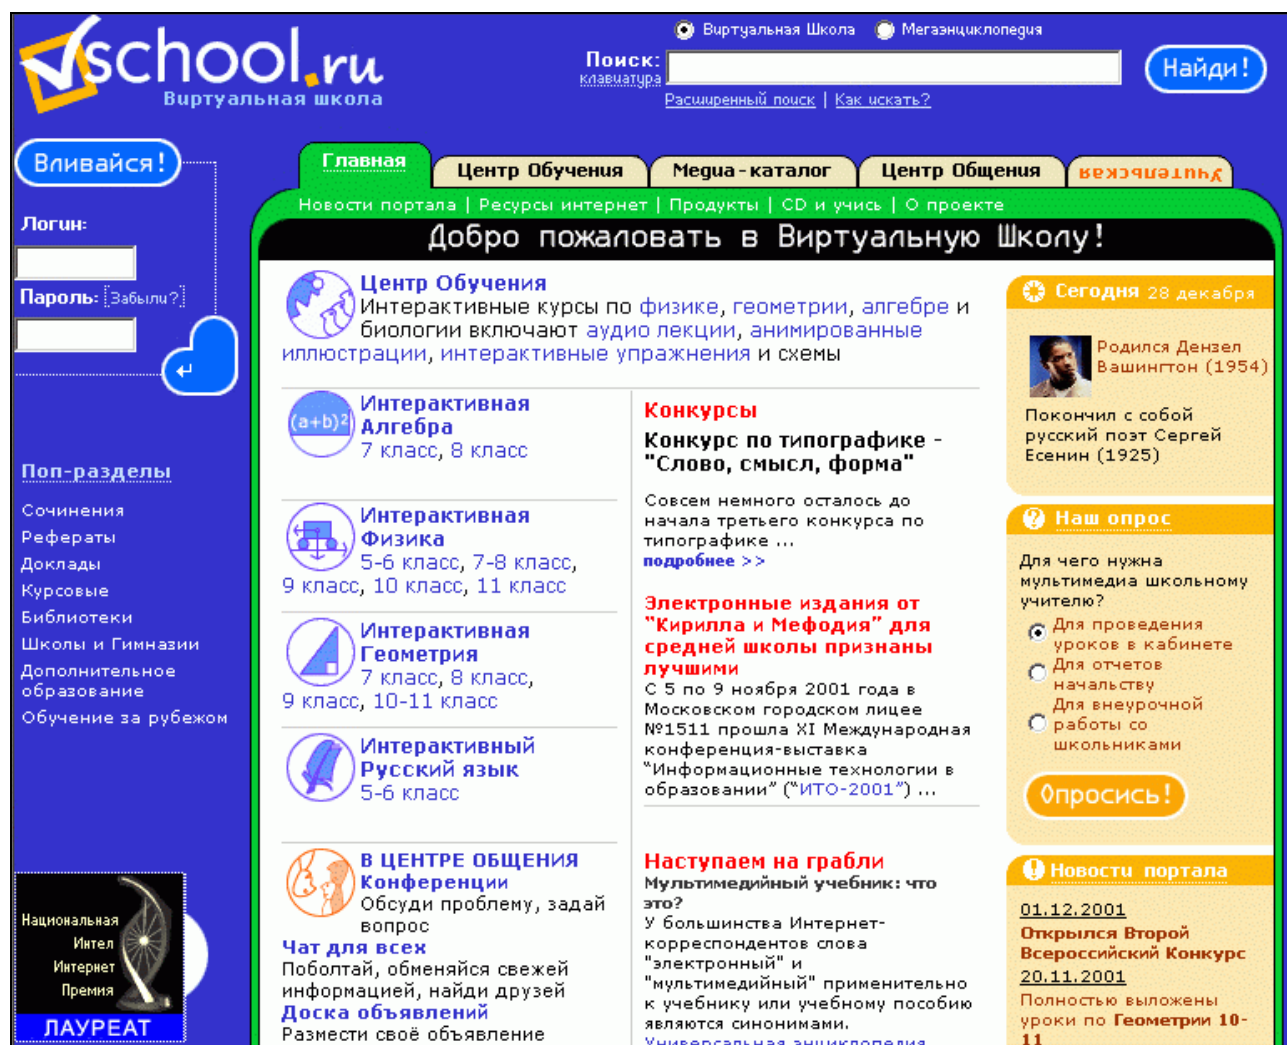 vschool.ru
Виртуальная школа
Виртуальная Школа Мегаэнциклопедия
Поиск:
клавиатура
Найди!
Расширенный поиск | Как искать?
Вливайся!
Логин:
Пароль: [Забыли?]
Поп-разделы
Сочинения
Рефераты
Доклады
Курсовые
Библиотеки
Школы и Гимназии
Дополнительное
образование
Обучение за рубежом
Национальная
Интел
Интернет
Премия
ЛАУРЕАТ
Главная
Центр Обучения
Медиа-каталог
Центр Общения
Учительская
Новости портала | Ресурсы интернет | Продукты | CD и учись | О проекте
Добро пожаловать в Виртуальную Школу!
Центр Обучения
Интерактивные курсы по физике, геометрии, алгебре и
биологии включают аудио лекции, анимированные
иллюстрации, интерактивные упражнения и схемы
(a+b)²
Интерактивная
Алгебра
7 класс, 8 класс
Интерактивная
Физика
5-6 класс, 7-8 класс,
9 класс, 10 класс, 11 класс
Интерактивная
Геометрия
7 класс, 8 класс,
9 класс, 10-11 класс
Интерактивный
Русский язык
5-6 класс
В ЦЕНТРЕ ОБЩЕНИЯ
Конференции
Обсуди проблему, задай
вопрос
Чат для всех
Поболтай, обменяйся свежей
информацией, найди друзей
Доска объявлений
Размести своё объявление
Конкурсы
Конкурс по типографике -
"Слово, смысл, форма"
Совсем немного осталось до
начала третьего конкурса по
типографике ...
подробнее >>
Электронные издания от
"Кирилла и Мефодия" для
средней школы признаны
лучшими
С 5 по 9 ноября 2001 года в
Московском городском лицее
№1511 прошла XI Международная
конференция-выставка
"Информационные технологии в
образовании" ("ИТО-2001") ...
Наступаем на грабли
Мультимедийный учебник: что
это?
У большинства Интернет-
корреспондентов слова
"электронный" и
"мультимедийный" применительно
к учебнику или учебному пособию
являются синонимами.
Универсальная энциклопедия
Сегодня 28 декабря
Родился Дензел
Вашингтон (1954)
Покончил с собой
русский поэт Сергей
Есенин (1925)
Наш опрос
Для чего нужна
мультимедиа школьному
учителю?
Для проведения
уроков в кабинете
Для отчетов
начальству
Для внеурочной
работы со
школьниками
Опросись!
Новости портала
01.12.2001
Открылся Второй
Всероссийский Конкурс
20.11.2001
Полностью выложены
уроки по Геометрии 10-
11